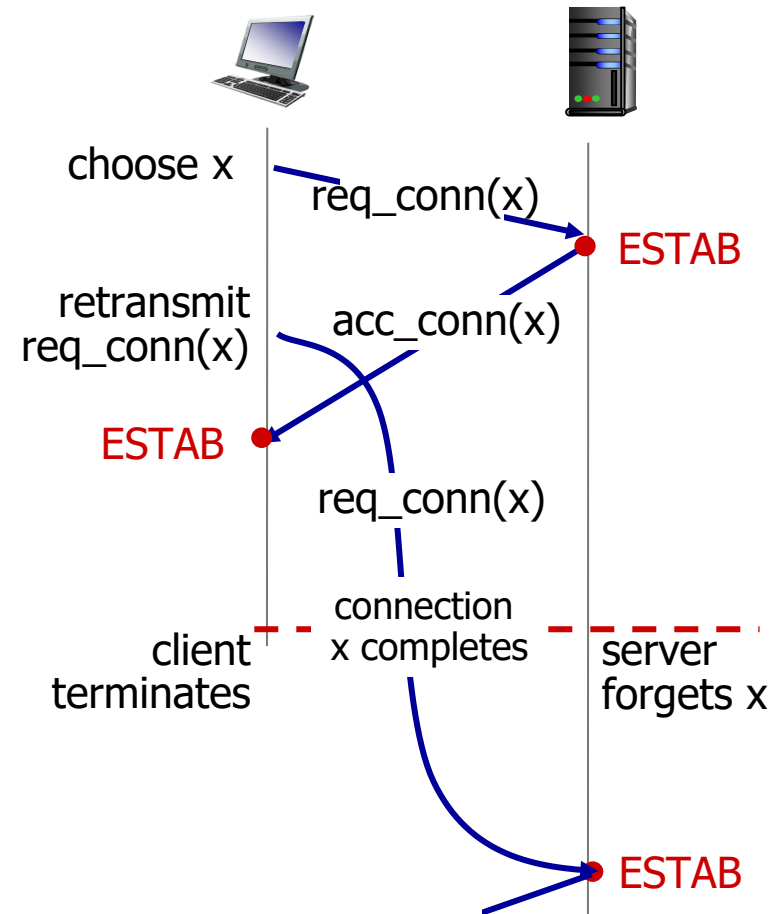 choose x
req_conn(x)
ESTAB
retransmit
req_conn(x)
acc_conn(x)
ESTAB
req_conn(x)
connection
x completes
client
terminates
server
forgets x
ESTAB